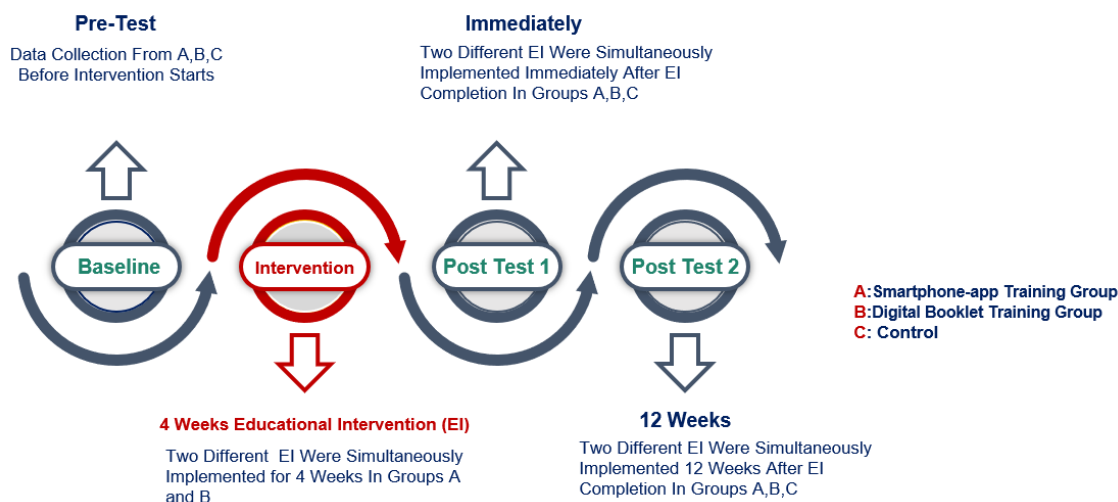 Pre-Test
Data Collection From A,B,C
Before Intervention Starts
Immediately
Two Different EI Were Simultaneously
Implemented Immediately After EI
Completion In Groups A,B,C
Baseline
Intervention
Post Test 1
Post Test 2
A:Smartphone-app Training Group
B:Digital Booklet Training Group
C: Control
4 Weeks Educational Intervention (EI)
Two Different EI Were Simultaneously
Implemented for 4 Weeks In Groups A
and B
12 Weeks
Two Different EI Were Simultaneously
Implemented 12 Weeks After EI
Completion In Groups A,B,C